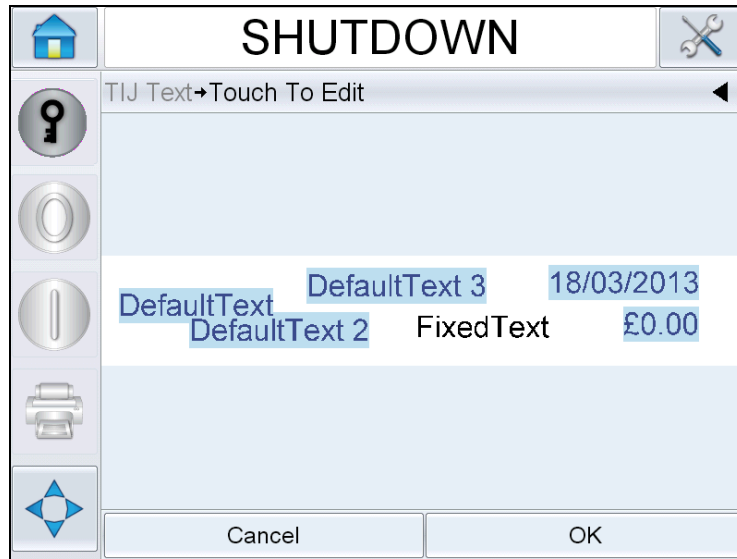 SHUTDOWN
TIJ Text→Touch To Edit
DefaultText 3 18/03/2013
DefaultText
DefaultText 2 FixedText £0.00
Cancel OK